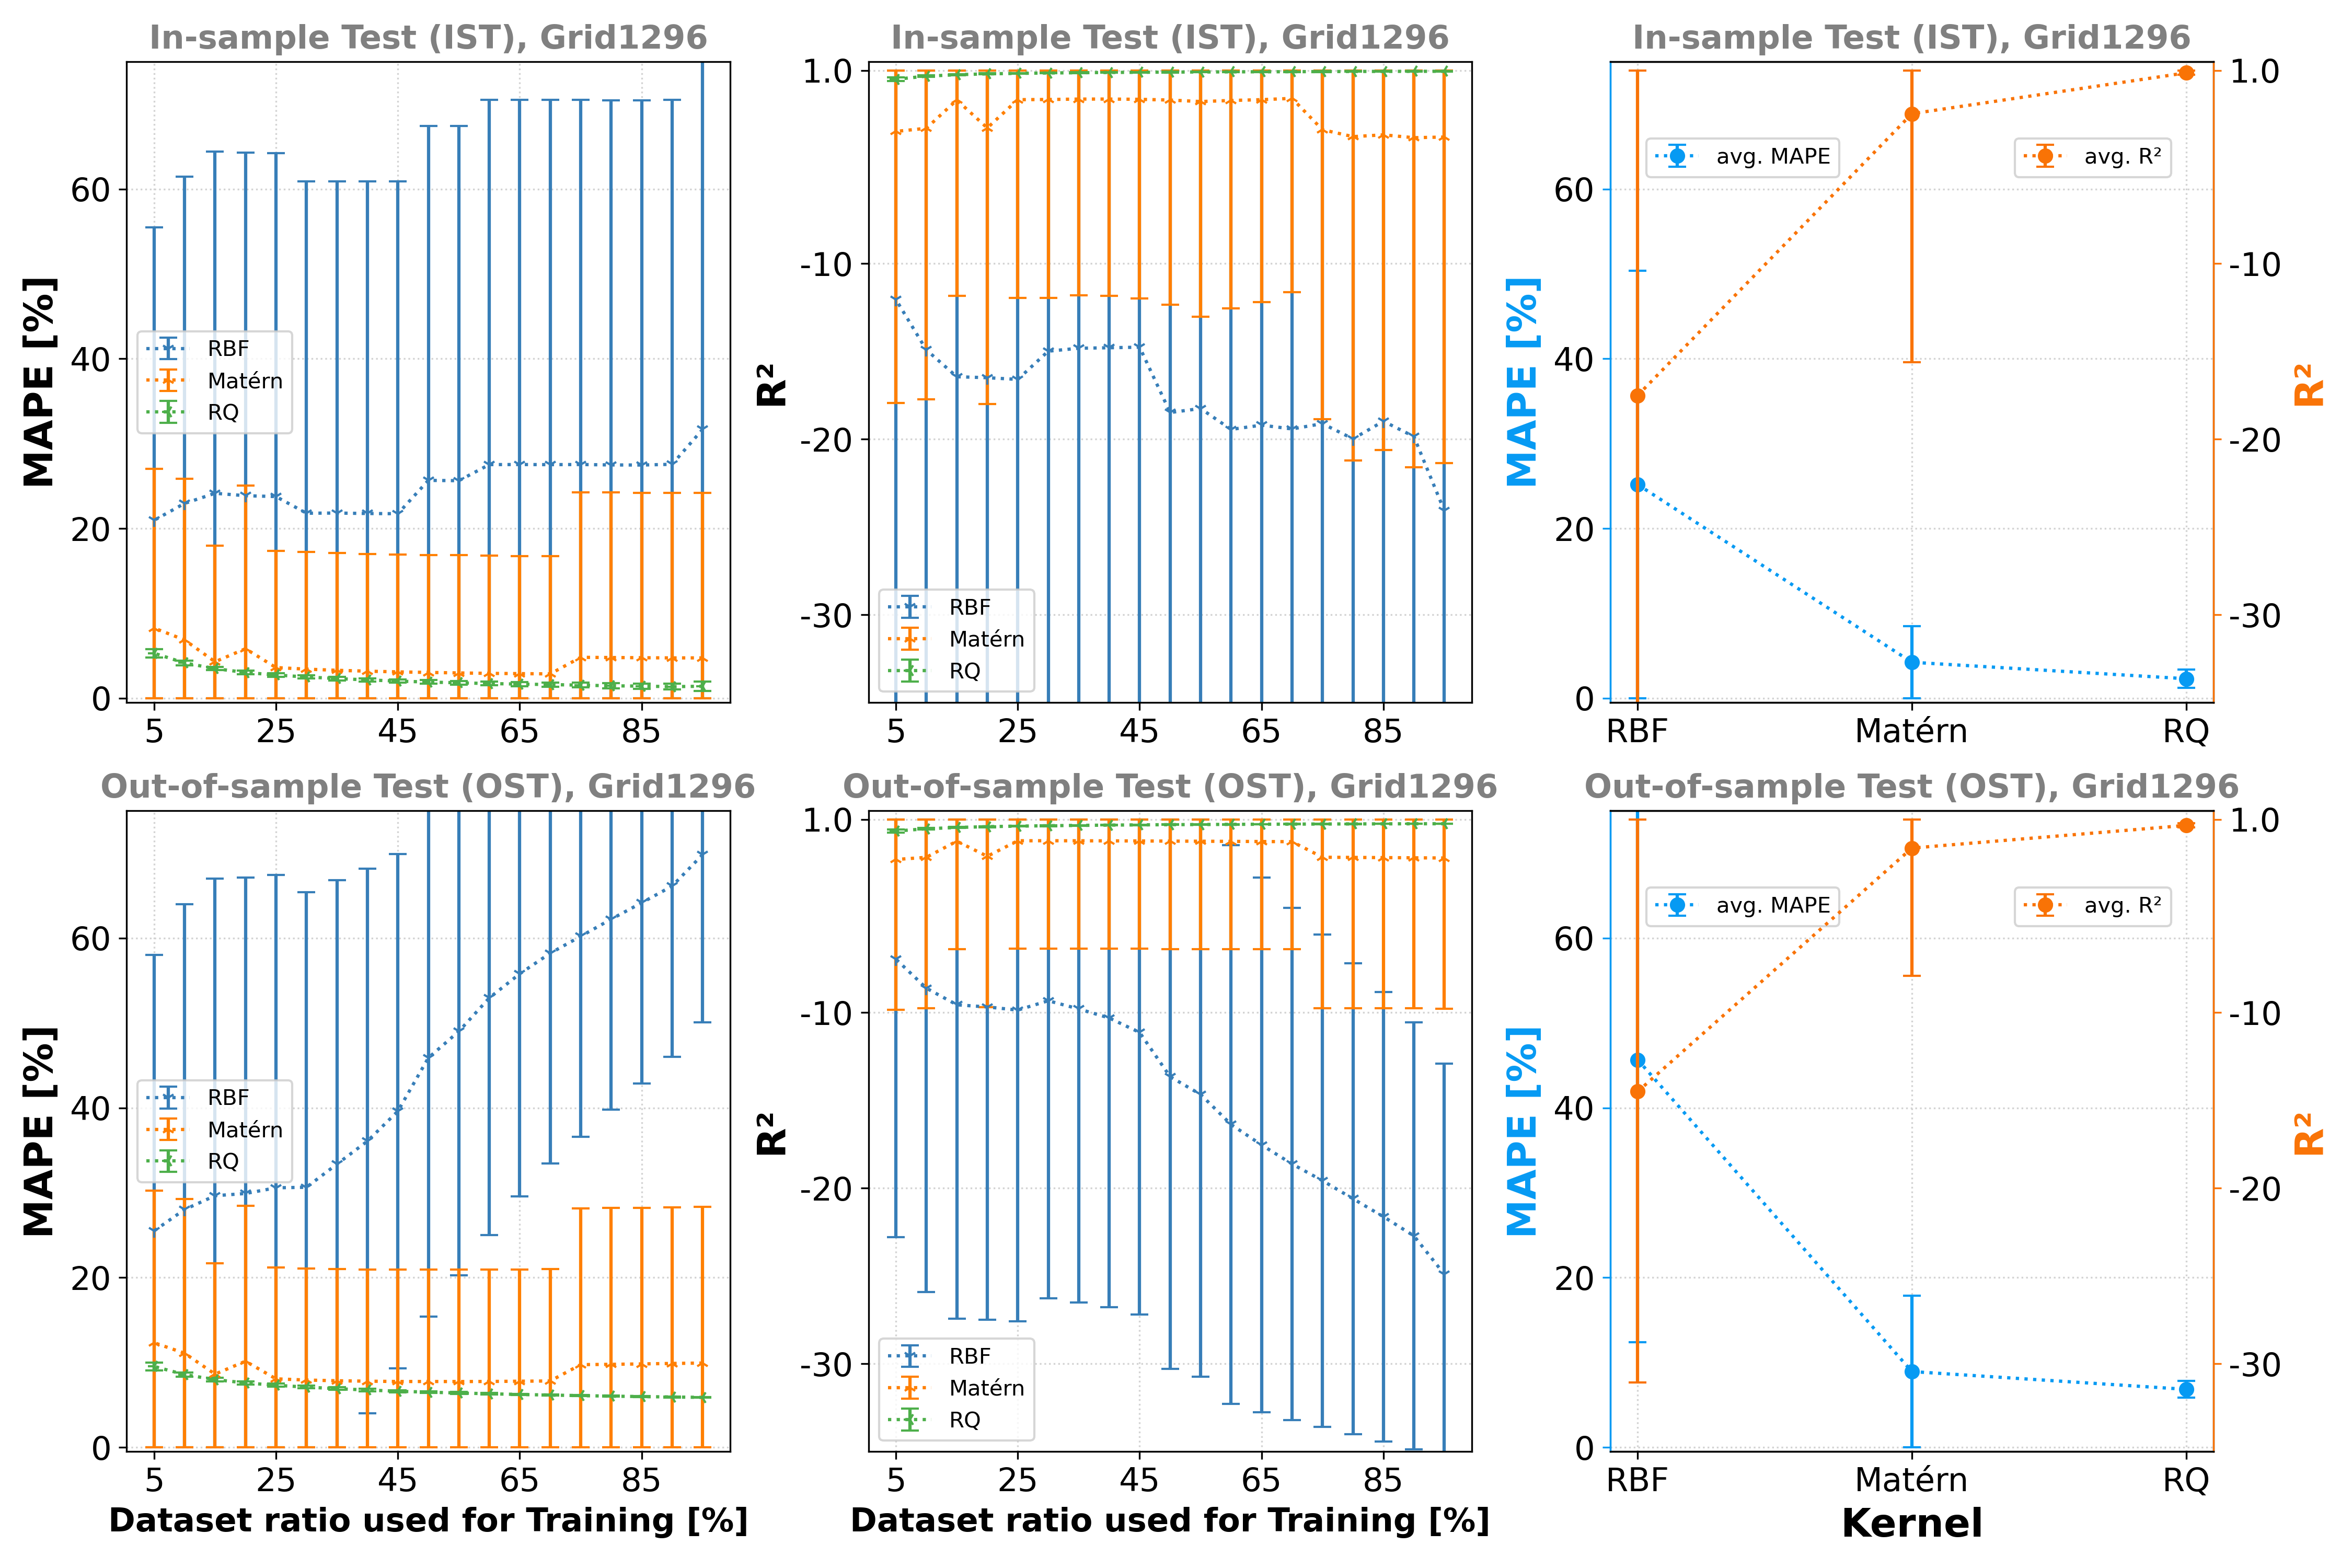 In-sample Test (IST), Grid1296
MAPE [%]
60
40
20
0
RBF
Matérn
RQ
5
25
45
65
85
In-sample Test (IST), Grid1296
R²
1.0
-10
-20
-30
RBF
Matérn
RQ
5
25
45
65
85
In-sample Test (IST), Grid1296
MAPE [%]
60
40
20
0
avg. MAPE
avg. R²
1.0
-10
-20
-30
R²
RBF
Matérn
RQ
Out-of-sample Test (OST), Grid1296
MAPE [%]
60
40
20
0
RBF
Matérn
RQ
5
25
45
65
85
Dataset ratio used for Training [%]
Out-of-sample Test (OST), Grid1296
R²
1.0
-10
-20
-30
RBF
Matérn
RQ
5
25
45
65
85
Dataset ratio used for Training [%]
Out-of-sample Test (OST), Grid1296
MAPE [%]
60
40
20
0
avg. MAPE
avg. R²
1.0
-10
-20
-30
R²
RBF
Matérn
RQ
Kernel